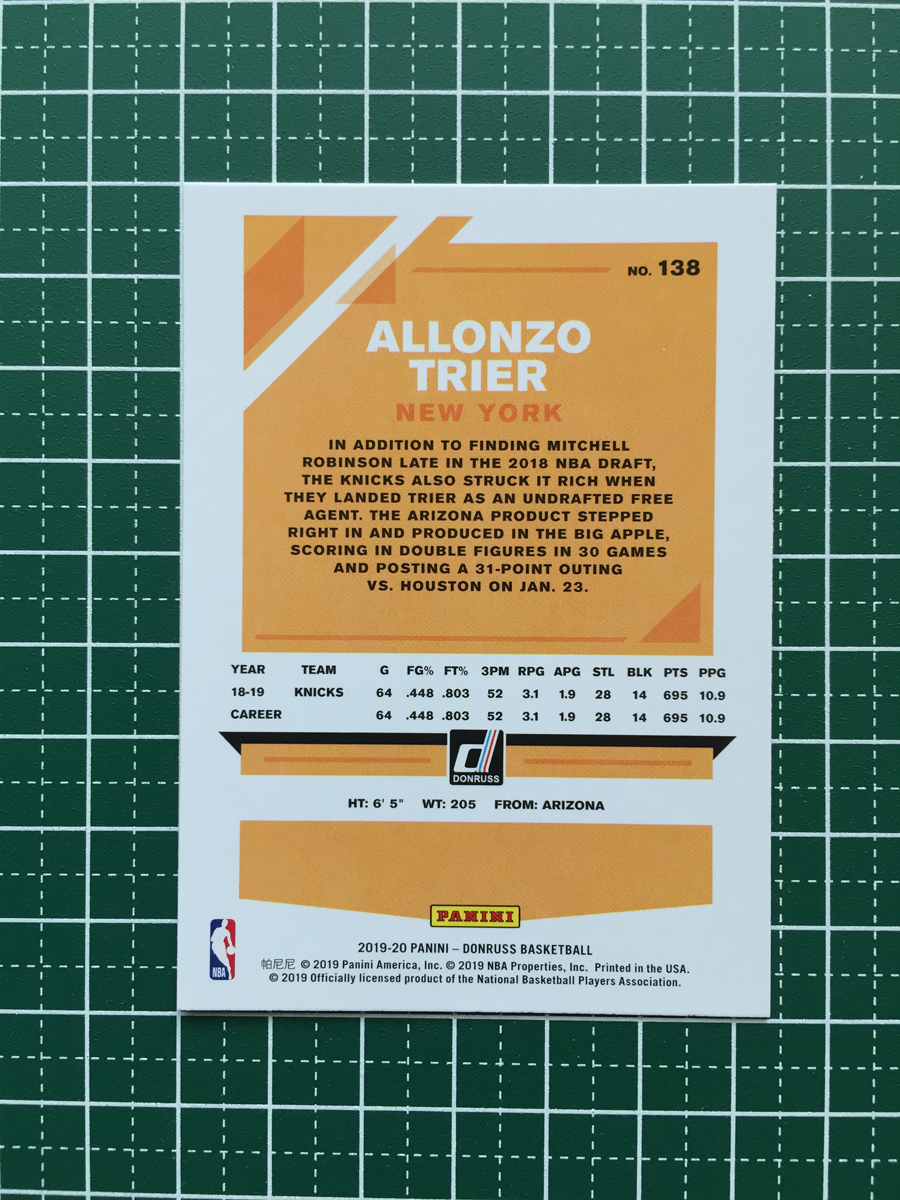 NO. 138
ALLONZO
TRIER
NEW YORK
IN ADDITION TO FINDING MITCHELL
ROBINSON LATE IN THE 2018 NBA DRAFT,
THE KNICKS ALSO STRUCK IT RICH WHEN
THEY LANDED TRIER AS AN UNDRAFTED FREE
AGENT. THE ARIZONA PRODUCT STEPPED
RIGHT IN AND PRODUCED IN THE BIG APPLE,
SCORING IN DOUBLE FIGURES IN 30 GAMES
AND POSTING A 31-POINT OUTING
VS. HOUSTON ON JAN. 23.
YEAR TEAM G FG% FT% 3PM RPG APG STL BLK PTS PPG
18-19 KNICKS 64 .448 .803 52 3.1 1.9 28 14 695 10.9
CAREER 64 .448 .803 52 3.1 1.9 28 14 695 10.9
d
DONRUSS
HT: 6' 5" WT: 205 FROM: ARIZONA
PANINI
NBA
2019-20 PANINI – DONRUSS BASKETBALL
帕尼尼 © 2019 Panini America, Inc. © 2019 NBA Properties, Inc. Printed in the USA.
© 2019 Officially licensed product of the National Basketball Players Association.